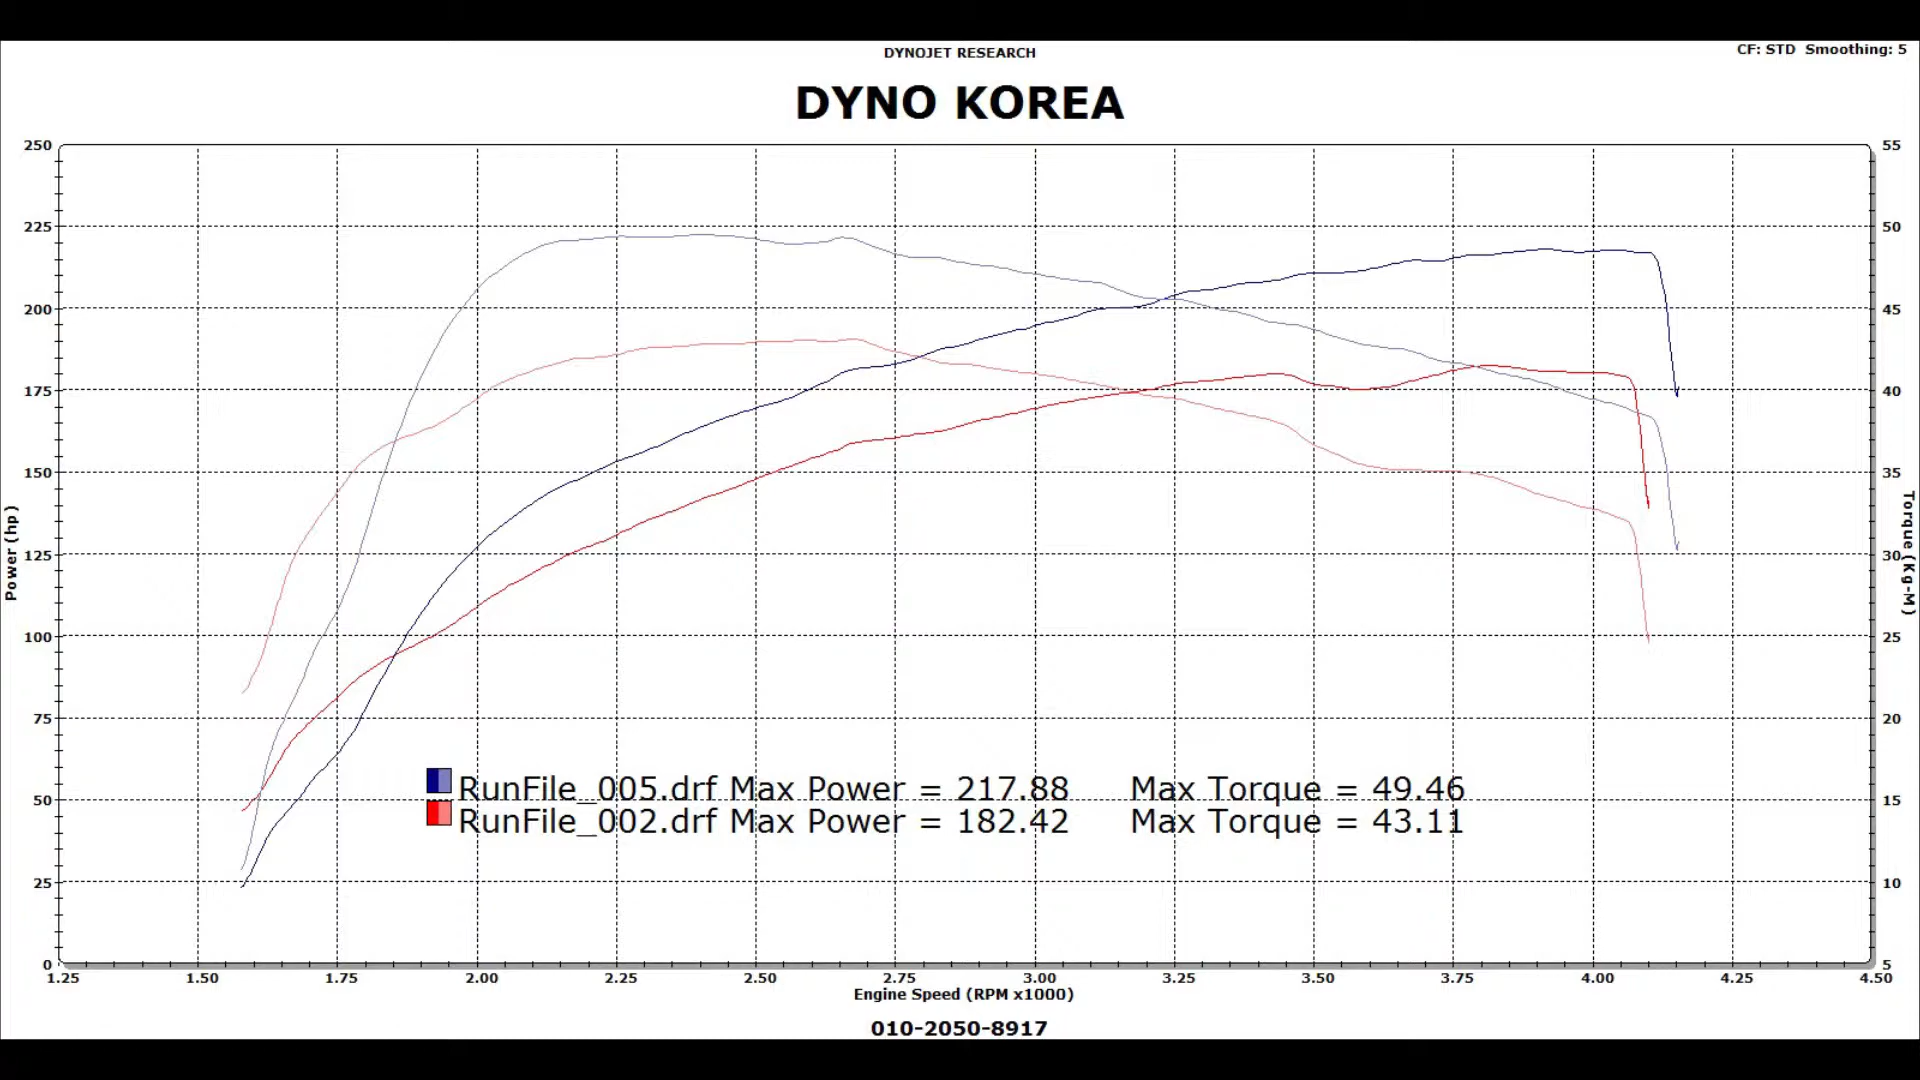 DYNOJET RESEARCH
CF: STD Smoothing: 5
DYNO KOREA
250
225
200
175
150
125
100
75
50
25
0
Power (hp)
55
50
45
40
35
30
25
20
15
10
5
Torque (Kg-M)
RunFile_005.drf Max Power = 217.88 Max Torque = 49.46
RunFile_002.drf Max Power = 182.42 Max Torque = 43.11
1.25 1.50 1.75 2.00 2.25 2.50 2.75 3.00 3.25 3.50 3.75 4.00 4.25 4.50
Engine Speed (RPM x1000)
010-2050-8917